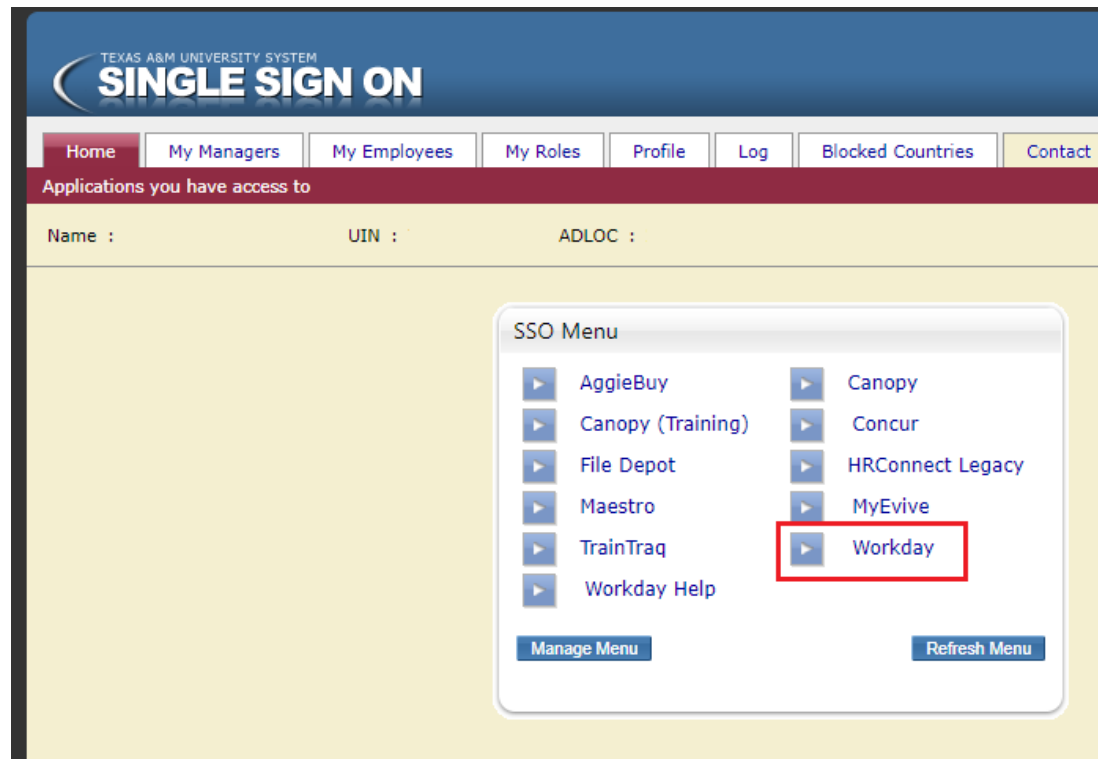 TEXAS A&M UNIVERSITY SYSTEM
SINGLE SIGN ON
Home My Managers My Employees My Roles Profile Log Blocked Countries Contact
Applications you have access to
Name : UIN : ADLOC :
SSO Menu
AggieBuy Canopy
Canopy (Training) Concur
File Depot HRConnect Legacy
Maestro MyEvive
TrainTraq Workday
Workday Help
Manage Menu Refresh Menu